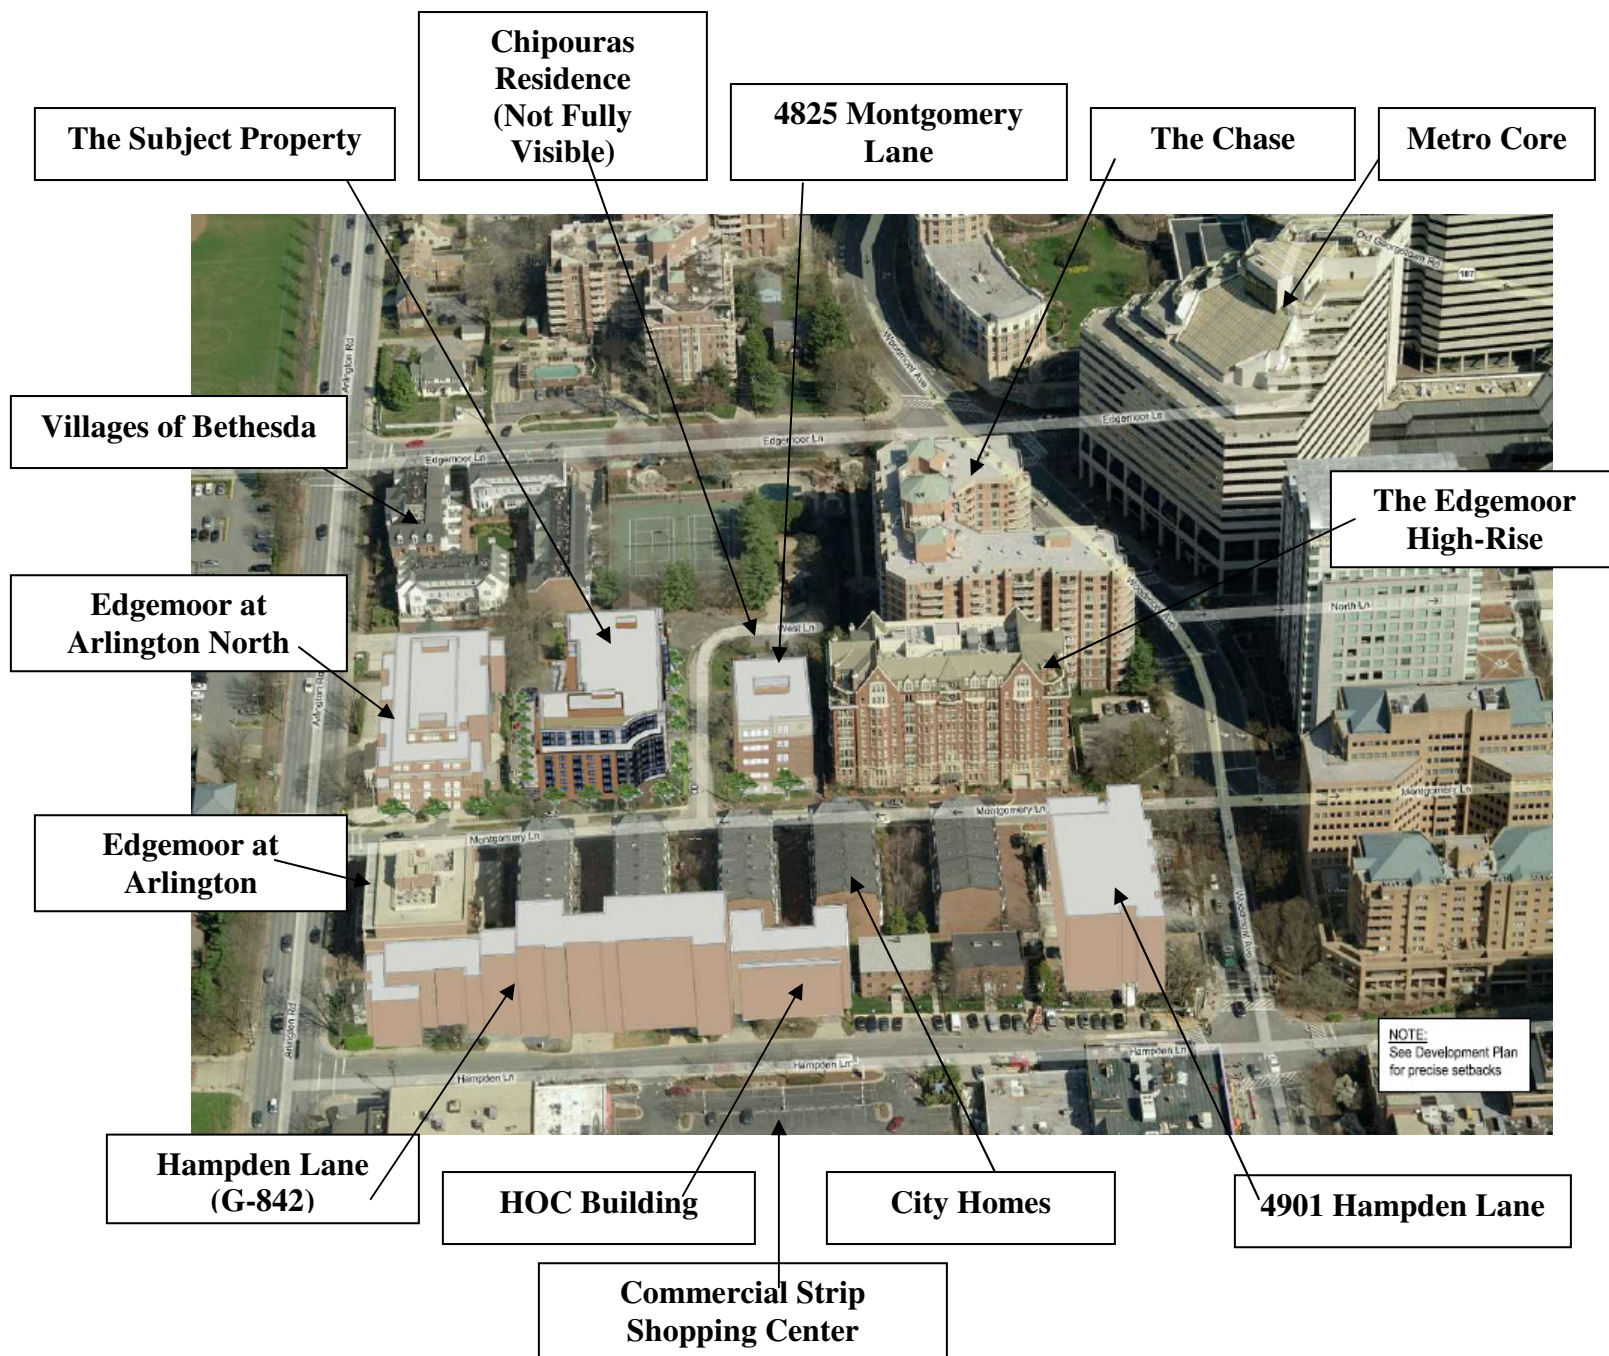 Chipouras
Residence
(Not Fully
Visible)
The Subject Property
4825 Montgomery
Lane
The Chase
Metro Core
Old Georgetown Rd
187
Woodmont Ave
Arlington Rd
Edgemoor Ln
Edgemoor Ln
Edgemoor Ln
Villages of Bethesda
The Edgemoor
High-Rise
Edgemoor at
Arlington North
Woodmont Ave
North Ln
West Ln
Arlington Rd
Montgomery Ln
Montgomery Ln
Montgomery Ln
Edgemoor at
Arlington
Woodmont Ave
Arlington Rd
NOTE:
See Development Plan
for precise setbacks
Hampden Ln
Hampden Ln
Hampden Ln
Hampden Lane
(G-842)
HOC Building
City Homes
4901 Hampden Lane
Commercial Strip
Shopping Center